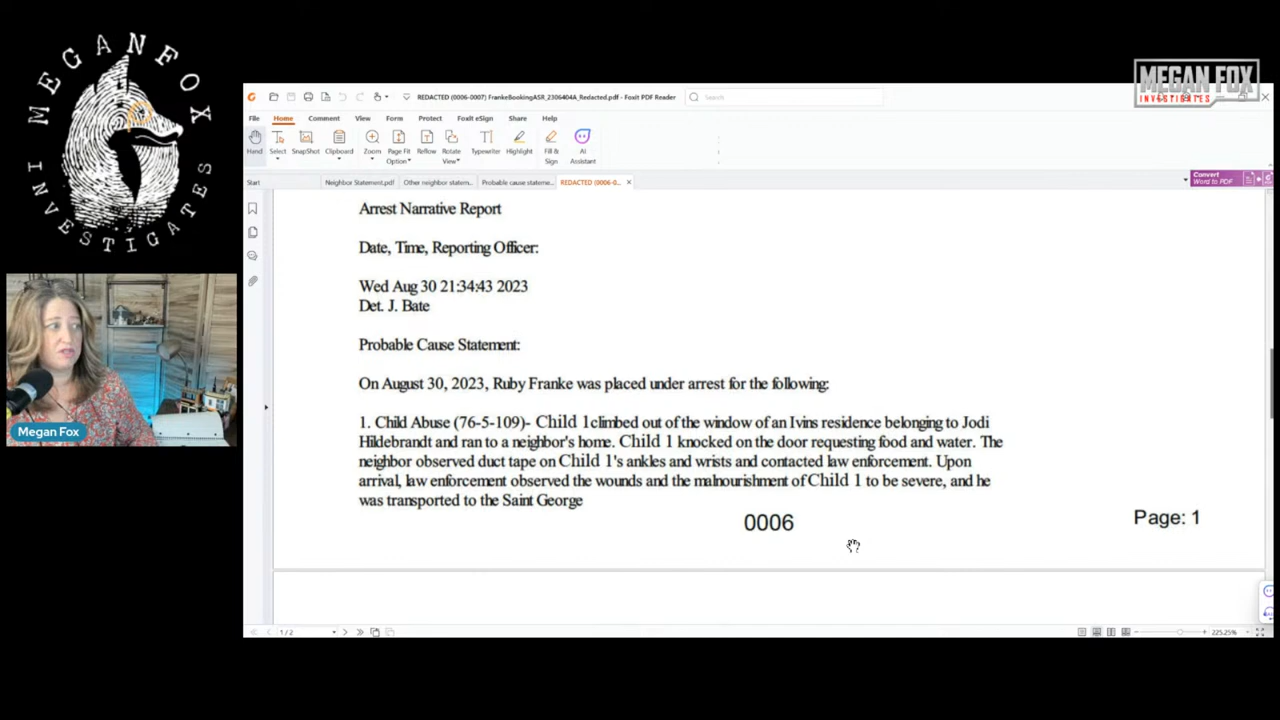 MEGAN FOX
INVESTIGATES
MEGAN FOX
INVESTIGATES
REDACTED (0006-0007) FrankeBookingASR_2306404A_Redacted.pdf - Foxit PDF Reader
Search
File
Home
Comment
View
Form
Protect
Foxit eSign
Share
Help
Hand
Select
SnapShot
Clipboard
Zoom
Page Fit Option
Reflow
Rotate View
Typewriter
Highlight
Fill & Sign
AI Assistant
Start
Neighbor Statement.pdf
Other neighbor statem...
Probable cause stateme...
REDACTED (0006-0...
Convert
Word to PDF
Arrest Narrative Report
Date, Time, Reporting Officer:
Wed Aug 30 21:34:43 2023
Det. J. Bate
Probable Cause Statement:
On August 30, 2023, Ruby Franke was placed under arrest for the following:
1. Child Abuse (76-5-109)- Child 1climbed out of the window of an Ivins residence belonging to Jodi
Hildebrandt and ran to a neighbor's home. Child 1 knocked on the door requesting food and water. The
neighbor observed duct tape on Child 1's ankles and wrists and contacted law enforcement. Upon
arrival, law enforcement observed the wounds and the malnourishment of Child 1 to be severe, and he
was transported to the Saint George
0006
Page: 1
Megan Fox
1 / 2
225.25%